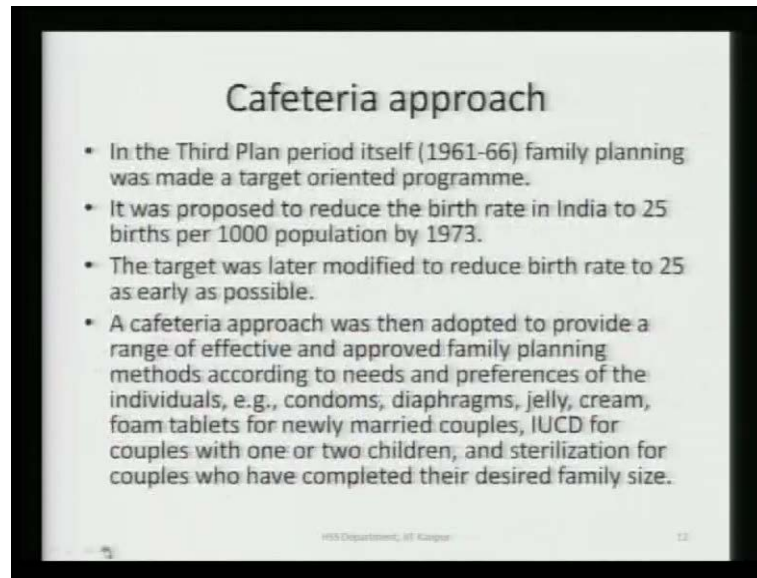 Cafeteria approach
• In the Third Plan period itself (1961-66) family planning
was made a target oriented programme.
• It was proposed to reduce the birth rate in India to 25
births per 1000 population by 1973.
• The target was later modified to reduce birth rate to 25
as early as possible.
• A cafeteria approach was then adopted to provide a
range of effective and approved family planning
methods according to needs and preferences of the
individuals, e.g., condoms, diaphragms, jelly, cream,
foam tablets for newly married couples, IUCD for
couples with one or two children, and sterilization for
couples who have completed their desired family size.
HSS Department, IIT Kanpur
12